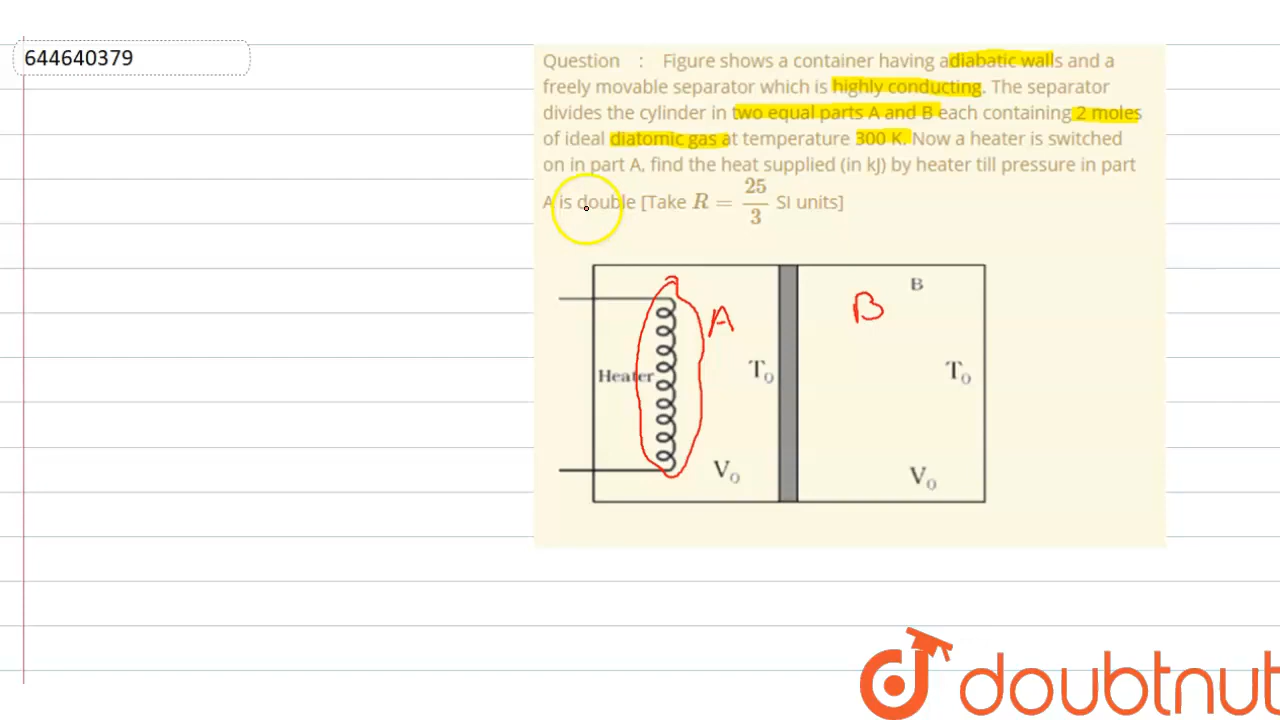 644640379
Question : Figure shows a container having adiabatic walls and a
freely movable separator which is highly conducting. The separator
divides the cylinder in two equal parts A and B each containing 2 moles
of ideal diatomic gas at temperature 300 K. Now a heater is switched
on in part A, find the heat supplied (in kJ) by heater till pressure in part
A is double [Take R = 25/3 SI units]
B
A B
Heater T₀ T₀
V₀ V₀
doubtnut